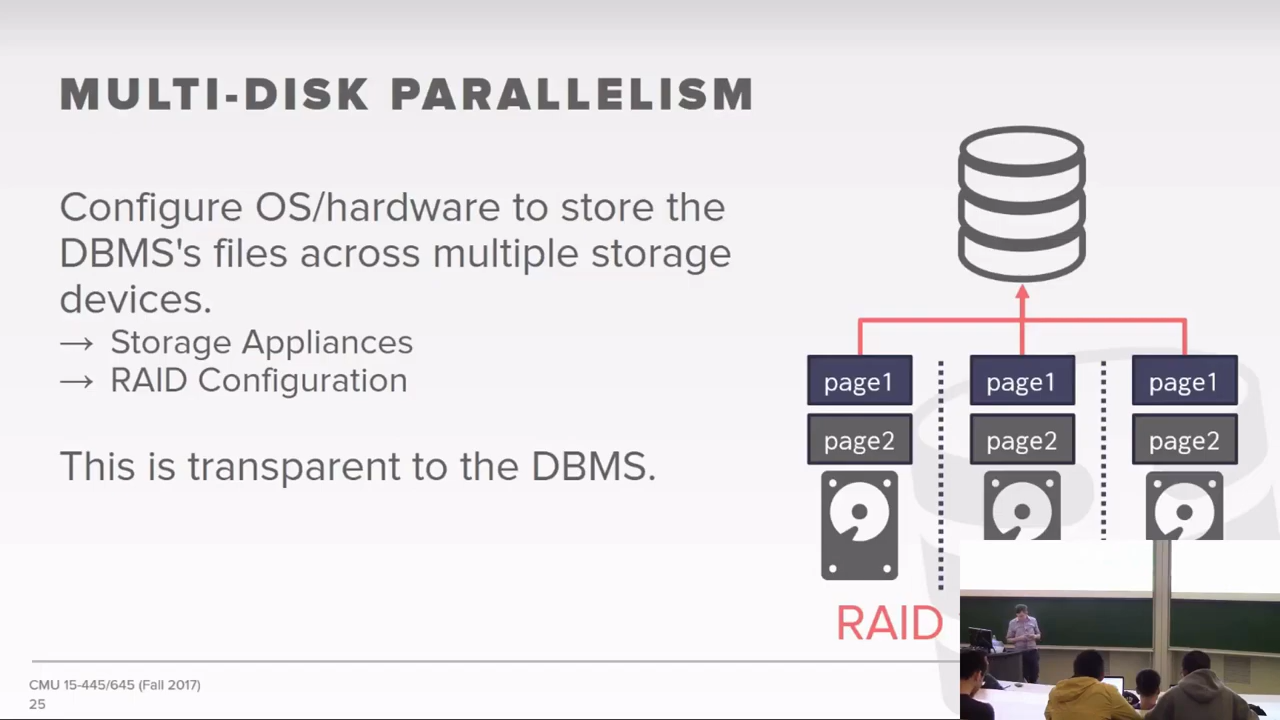 MULTI-DISK PARALLELISM
Configure OS/hardware to store the
DBMS's files across multiple storage
devices.
→ Storage Appliances
→ RAID Configuration
This is transparent to the DBMS.
page1 page1 page1
page2 page2 page2
RAID
CMU 15-445/645 (Fall 2017)
25